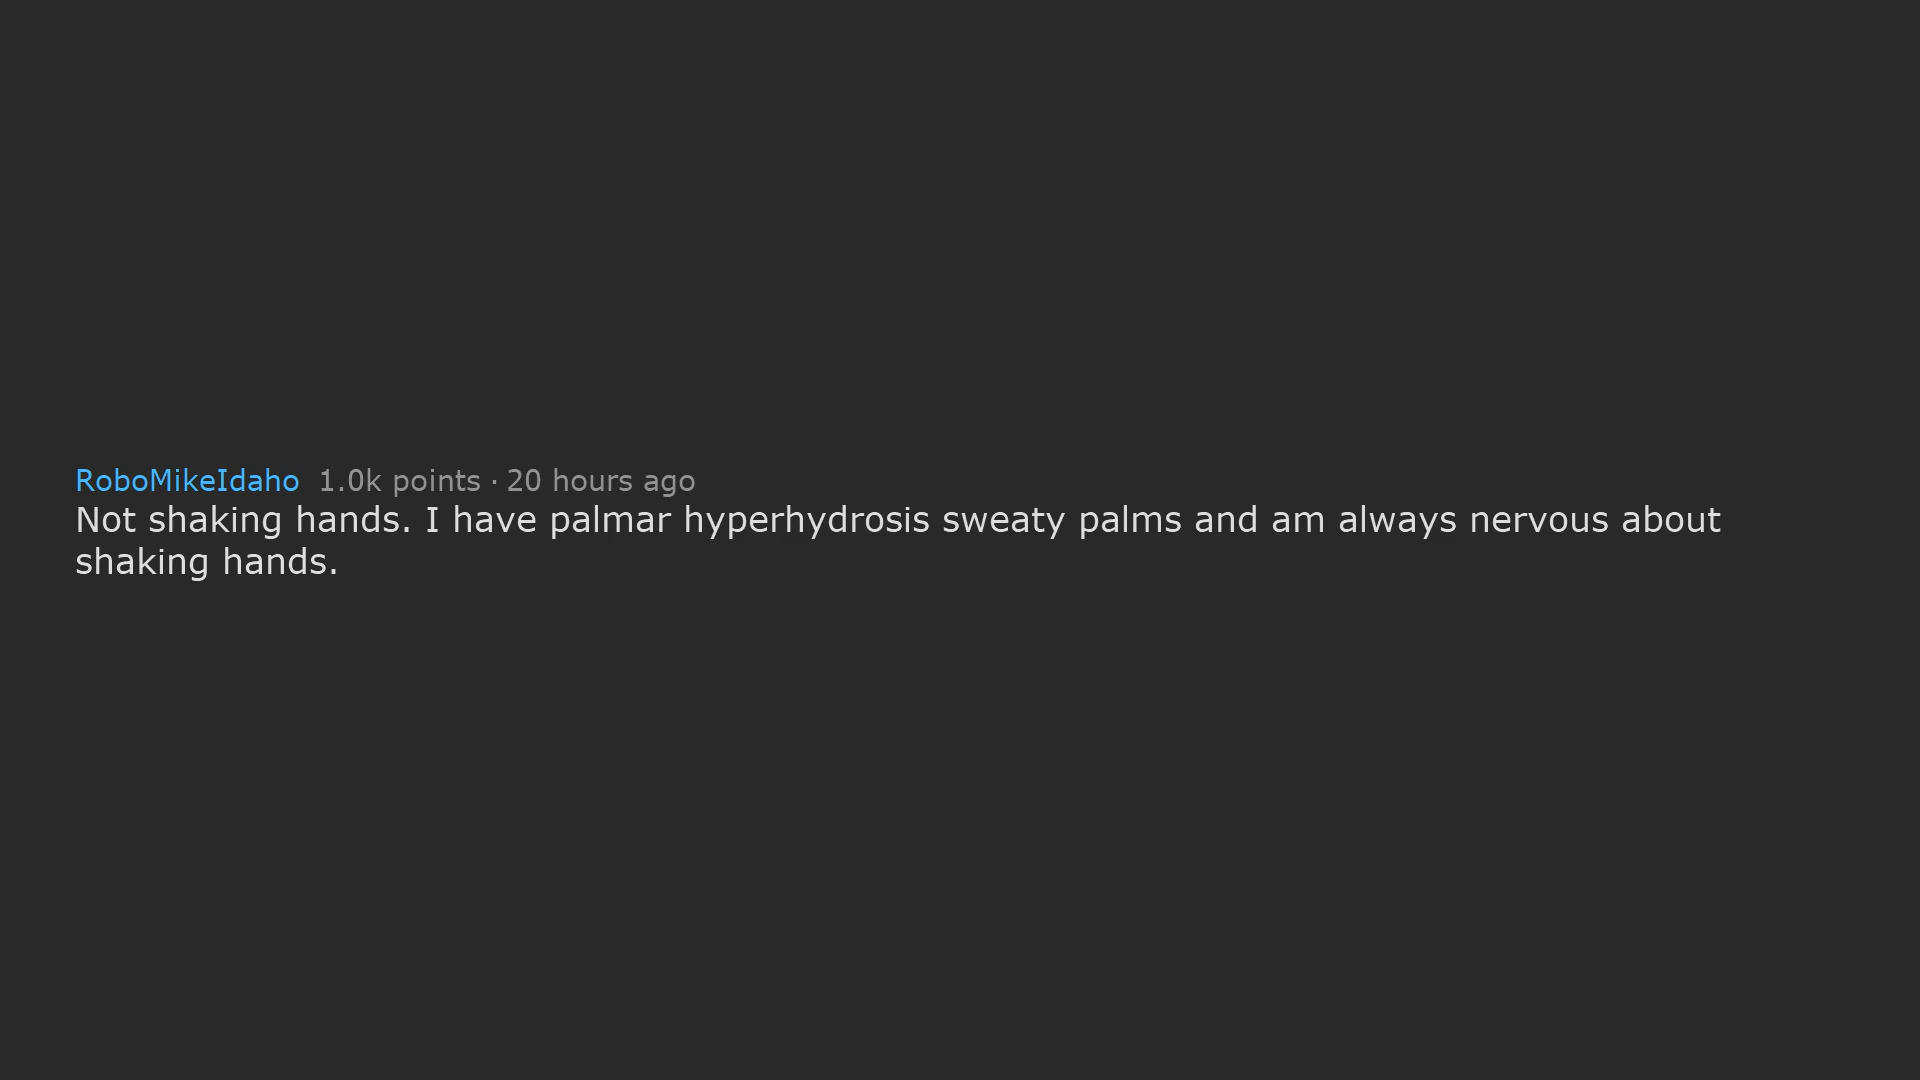 RoboMikeIdaho 1.0k points · 20 hours ago
Not shaking hands. I have palmar hyperhydrosis sweaty palms and am always nervous about
shaking hands.